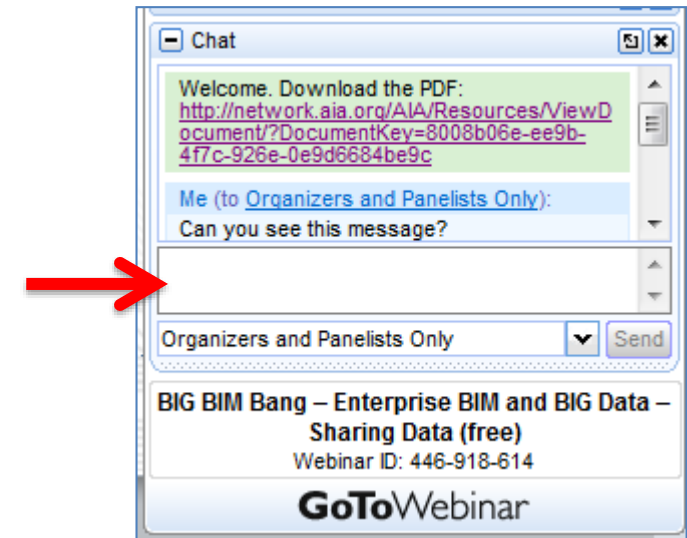 Chat
Welcome. Download the PDF:
http://network.aia.org/AIA/Resources/ViewD
ocument/?DocumentKey=8008b06e-ee9b-
4f7c-926e-0e9d6684be9c
Me (to Organizers and Panelists Only):
Can you see this message?
Organizers and Panelists Only
Send
BIG BIM Bang – Enterprise BIM and BIG Data –
Sharing Data (free)
Webinar ID: 446-918-614
GoToWebinar